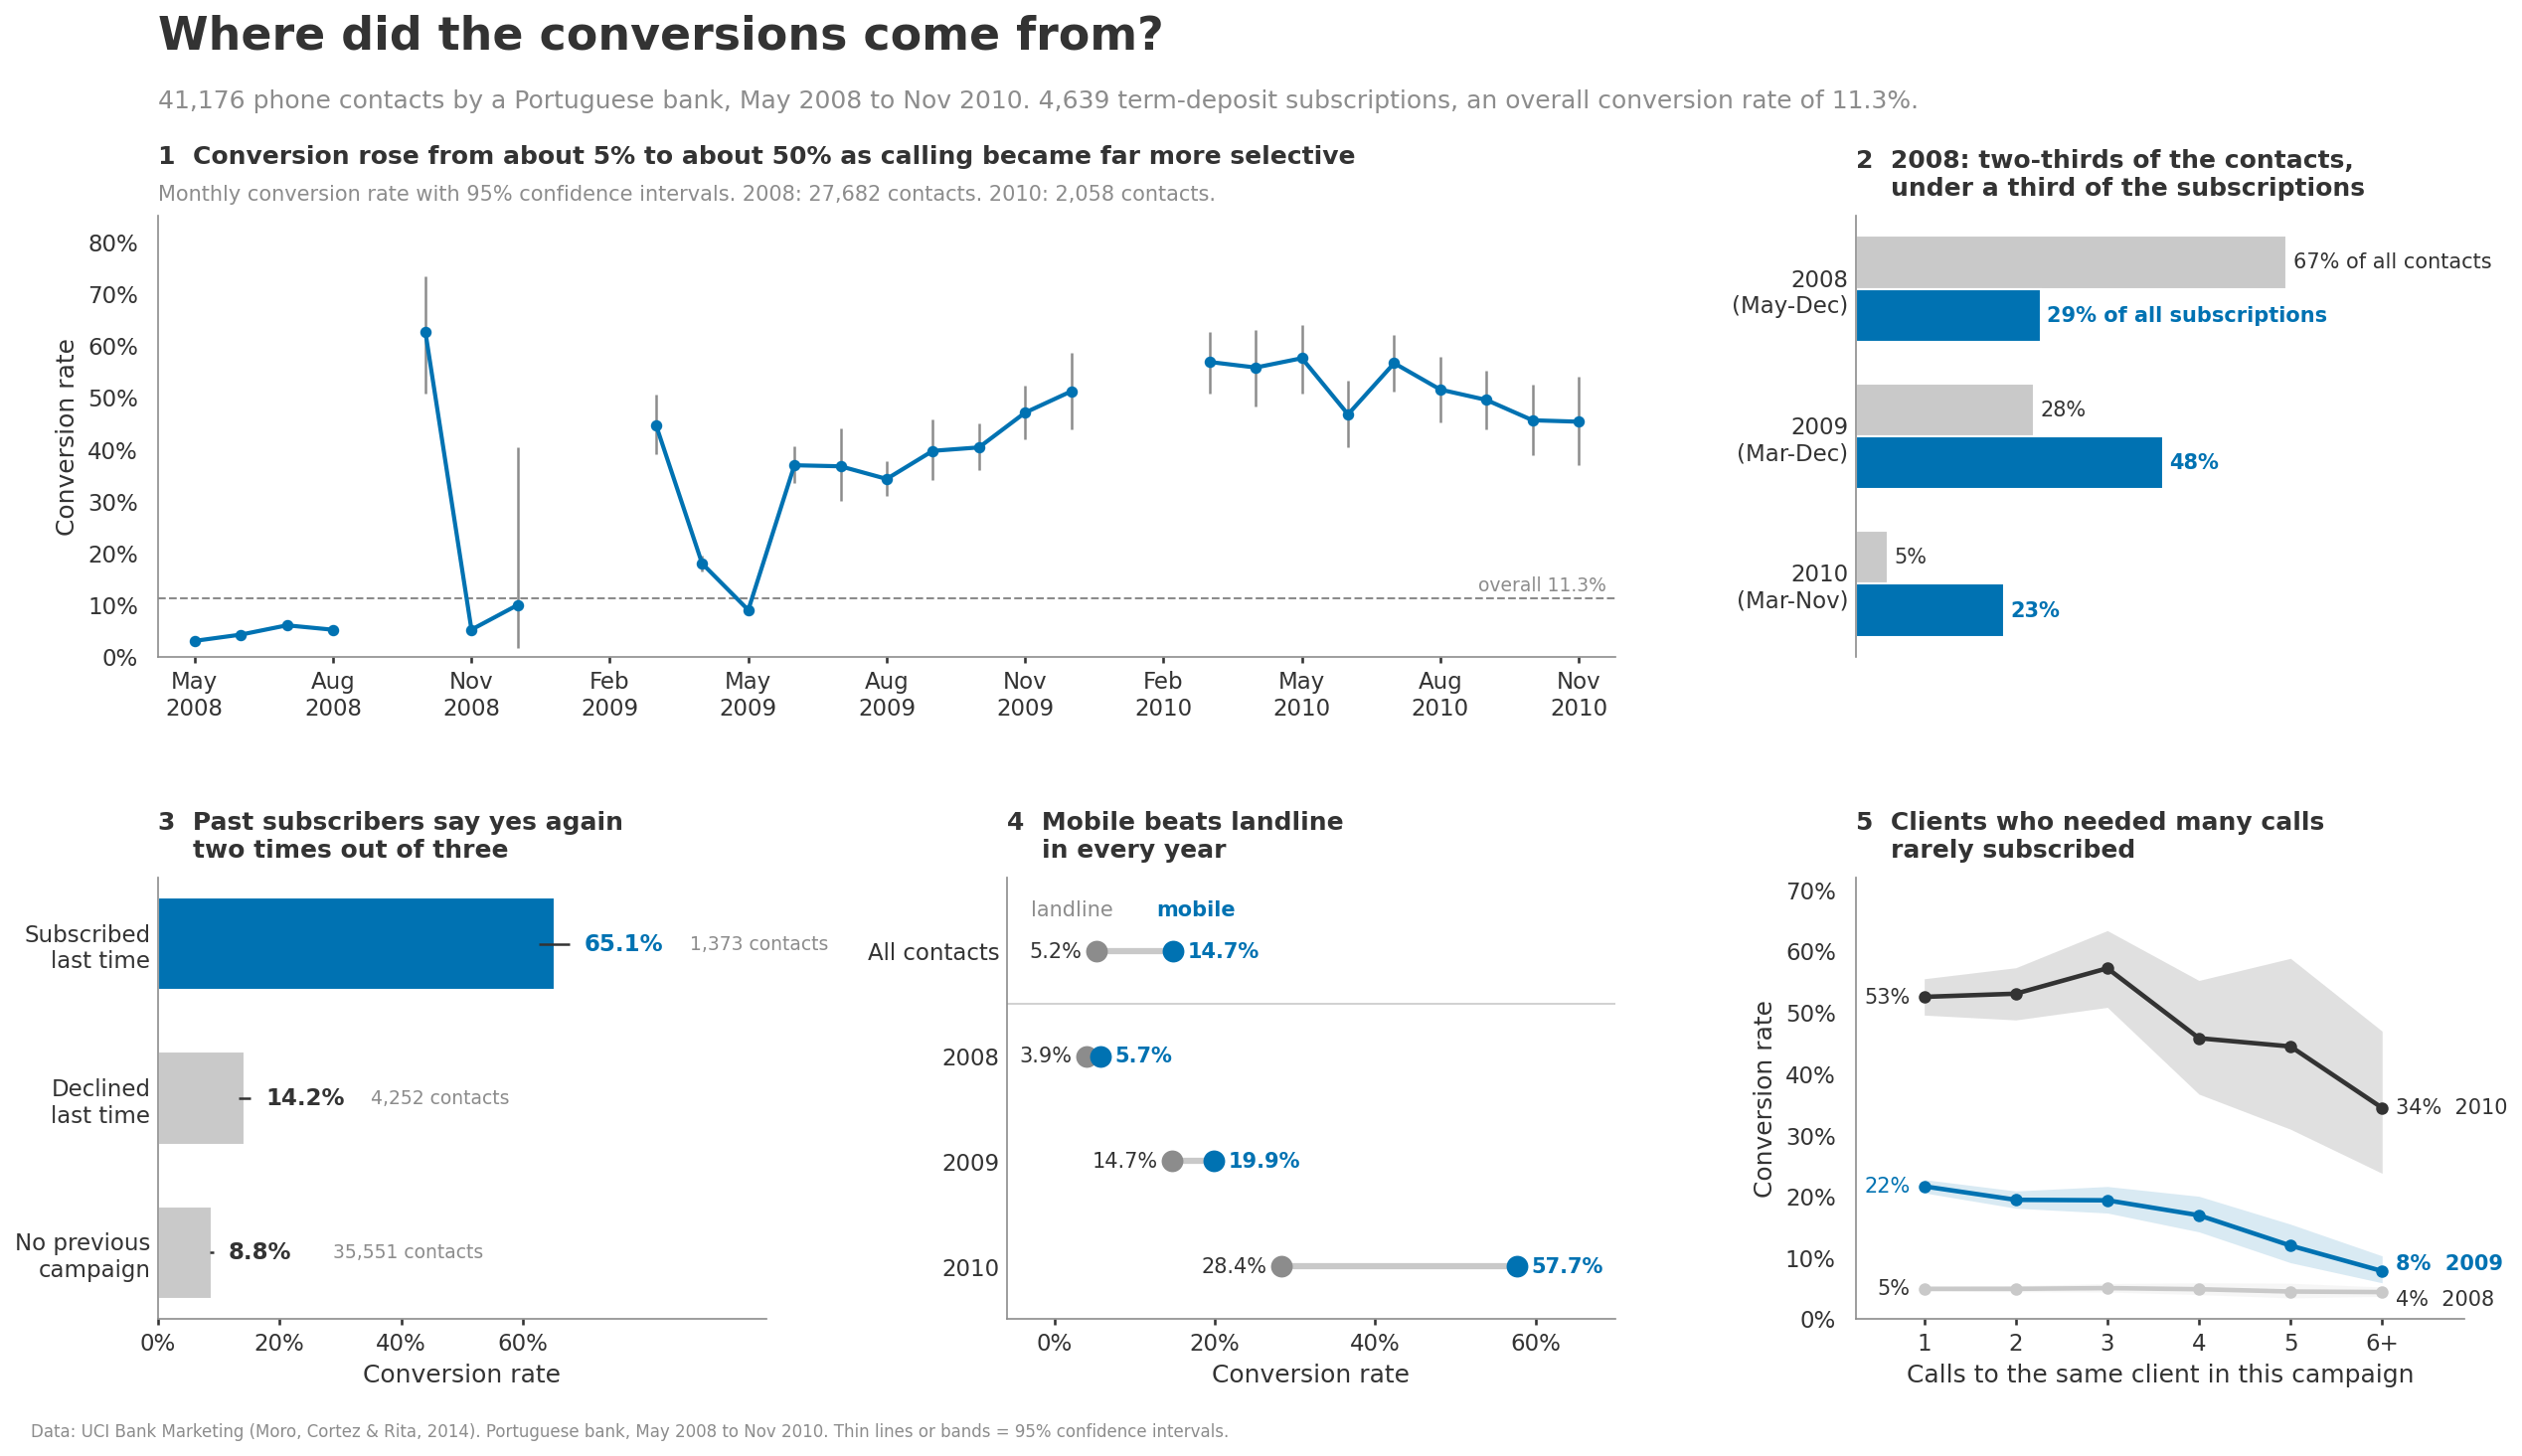 Where did the conversions come from?
41,176 phone contacts by a Portuguese bank, May 2008 to Nov 2010. 4,639 term-deposit subscriptions, an overall conversion rate of 11.3%.
1 Conversion rose from about 5% to about 50% as calling became far more selective
Monthly conversion rate with 95% confidence intervals. 2008: 27,682 contacts. 2010: 2,058 contacts.
Conversion rate
80%
70%
60%
50%
40%
30%
20%
10%
0%
overall 11.3%
May
2008
Aug
2008
Nov
2008
Feb
2009
May
2009
Aug
2009
Nov
2009
Feb
2010
May
2010
Aug
2010
Nov
2010
2 2008: two-thirds of the contacts,
under a third of the subscriptions
2008
(May-Dec)
67% of all contacts
29% of all subscriptions
2009
(Mar-Dec)
28%
48%
2010
(Mar-Nov)
5%
23%
3 Past subscribers say yes again
two times out of three
Subscribed
last time
65.1% 1,373 contacts
Declined
last time
14.2% 4,252 contacts
No previous
campaign
8.8% 35,551 contacts
0% 20% 40% 60%
Conversion rate
4 Mobile beats landline
in every year
landline mobile
All contacts 5.2% 14.7%
2008 3.9% 5.7%
2009 14.7% 19.9%
2010 28.4% 57.7%
0% 20% 40% 60%
Conversion rate
5 Clients who needed many calls
rarely subscribed
Conversion rate
70%
60%
50%
40%
30%
20%
10%
0%
53%
34% 2010
22%
8% 2009
5%
4% 2008
1 2 3 4 5 6+
Calls to the same client in this campaign
Data: UCI Bank Marketing (Moro, Cortez & Rita, 2014). Portuguese bank, May 2008 to Nov 2010. Thin lines or bands = 95% confidence intervals.